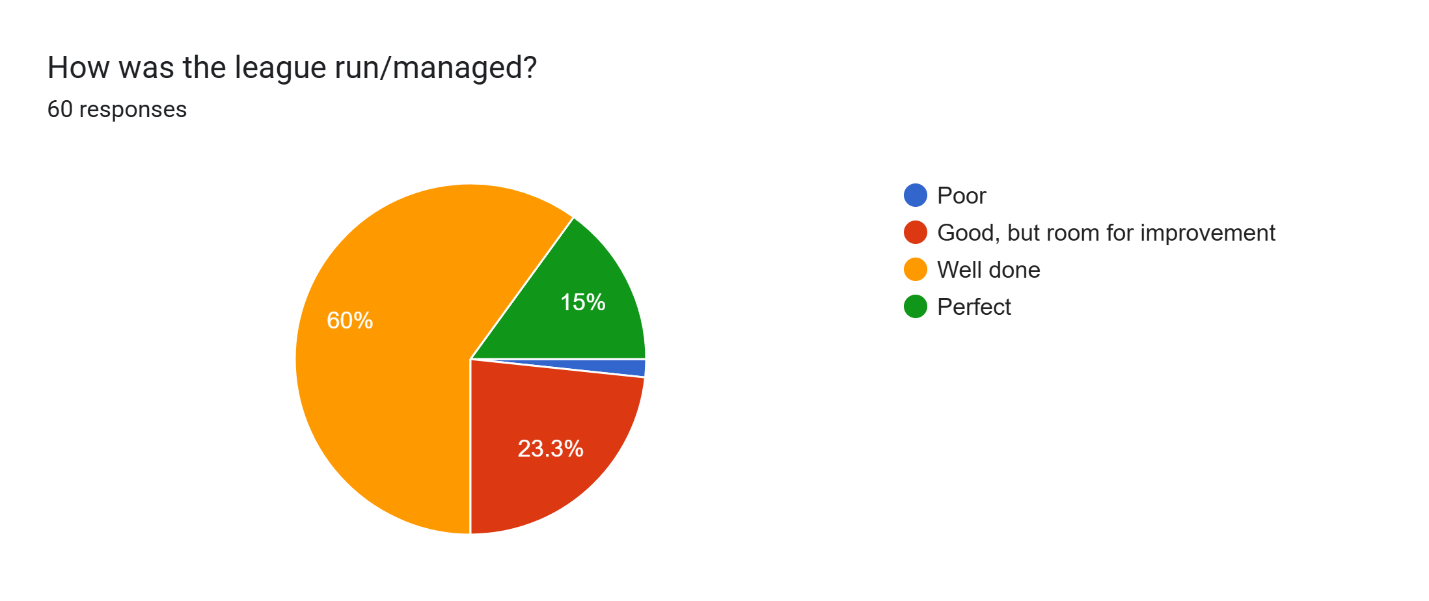 How was the league run/managed?
60 responses
Poor
Good, but room for improvement
Well done
Perfect
60%
15%
23.3%